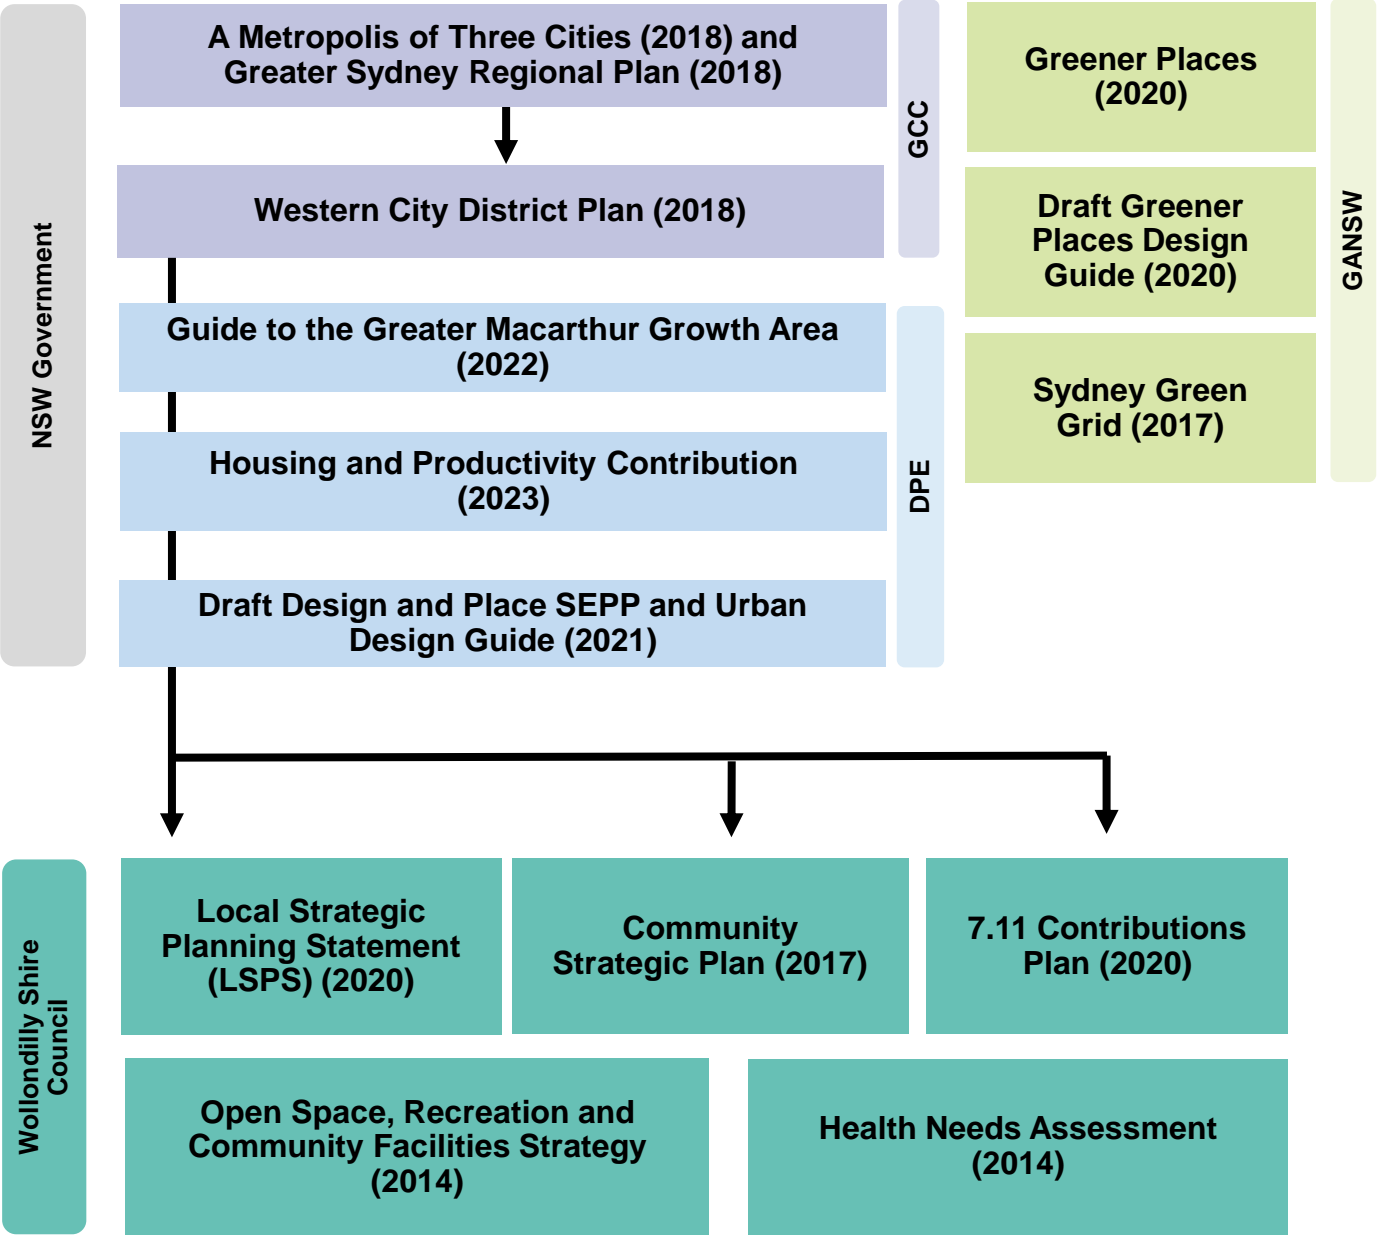 NSW Government
A Metropolis of Three Cities (2018) and
Greater Sydney Regional Plan (2018)
Western City District Plan (2018)
GCC
Guide to the Greater Macarthur Growth Area
(2022)
Housing and Productivity Contribution
(2023)
Draft Design and Place SEPP and Urban
Design Guide (2021)
DPE
Greener Places
(2020)
Draft Greener
Places Design
Guide (2020)
Sydney Green
Grid (2017)
GANSW
Wollondilly Shire
Council
Local Strategic
Planning Statement
(LSPS) (2020)
Community
Strategic Plan (2017)
7.11 Contributions
Plan (2020)
Open Space, Recreation and
Community Facilities Strategy
(2014)
Health Needs Assessment
(2014)